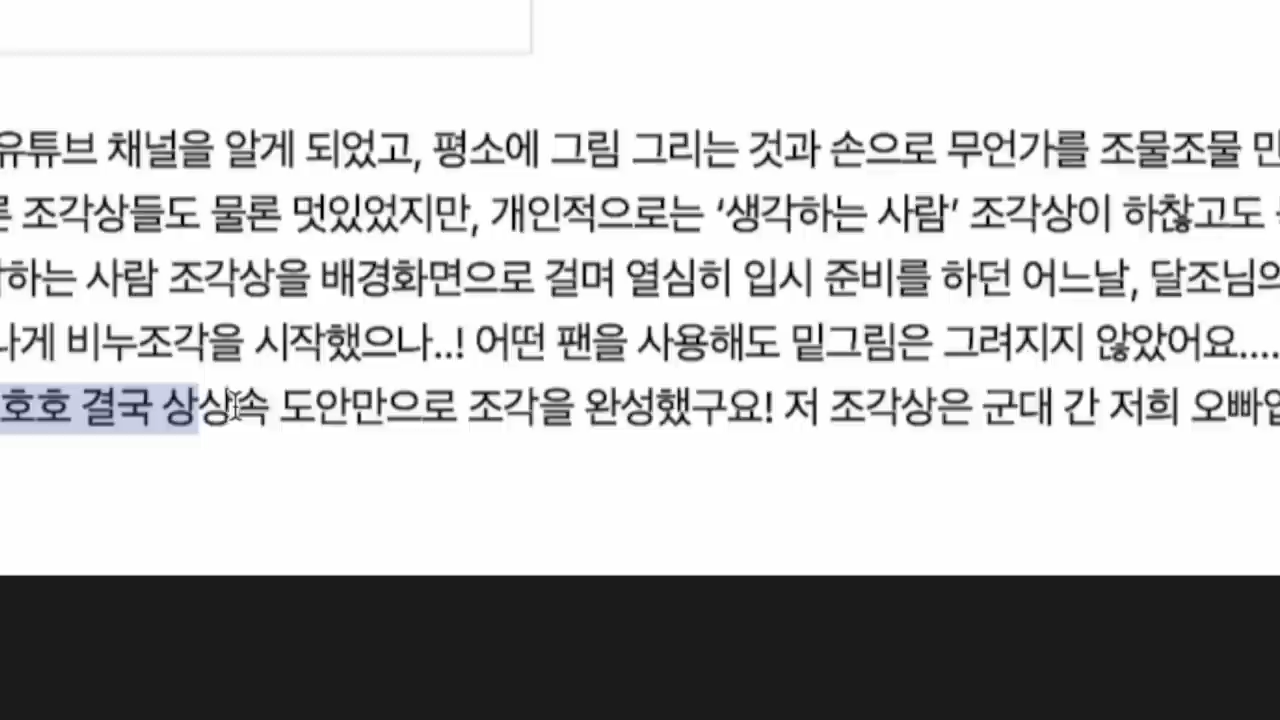 유튜브 채널을 알게 되었고, 평소에 그림 그리는 것과 손으로 무언가를 조물조물
조각상들도 물론 멋있었지만, 개인적으로는 ‘생각하는 사람’ 조각상이 하찮고도
사람 조각상을 배경화면으로 걸며 열심히 입시 준비를 하던 어느날, 달조님의
비누조각을 시작했으나..! 어떤 팬을 사용해도 밑그림은 그려지지 않았어요....
호호 결국 상상속 도안만으로 조각을 완성했구요! 저 조각상은 군대 간 저희